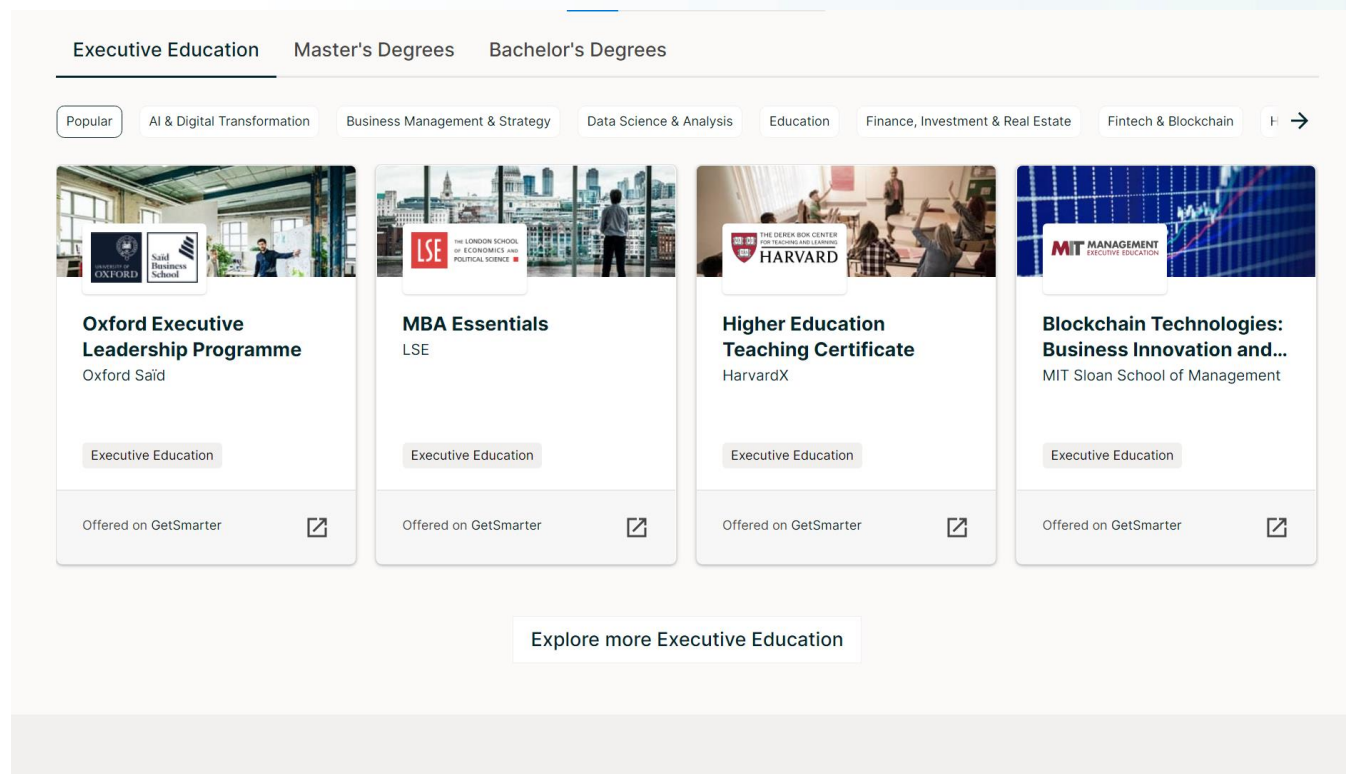 Executive Education
Master's Degrees
Bachelor's Degrees
Popular
AI & Digital Transformation
Business Management & Strategy
Data Science & Analysis
Education
Finance, Investment & Real Estate
Fintech & Blockchain
UNIVERSITY OF
OXFORD
Saïd
Business
School
Oxford Executive
Leadership Programme
Oxford Saïd
Executive Education
Offered on GetSmarter
LSE
THE LONDON SCHOOL
OF ECONOMICS AND
POLITICAL SCIENCE
MBA Essentials
LSE
Executive Education
Offered on GetSmarter
THE DEREK BOK CENTER
FOR TEACHING AND LEARNING
HARVARD
Higher Education
Teaching Certificate
HarvardX
Executive Education
Offered on GetSmarter
MIT MANAGEMENT
EXECUTIVE EDUCATION
Blockchain Technologies:
Business Innovation and...
MIT Sloan School of Management
Executive Education
Offered on GetSmarter
Explore more Executive Education